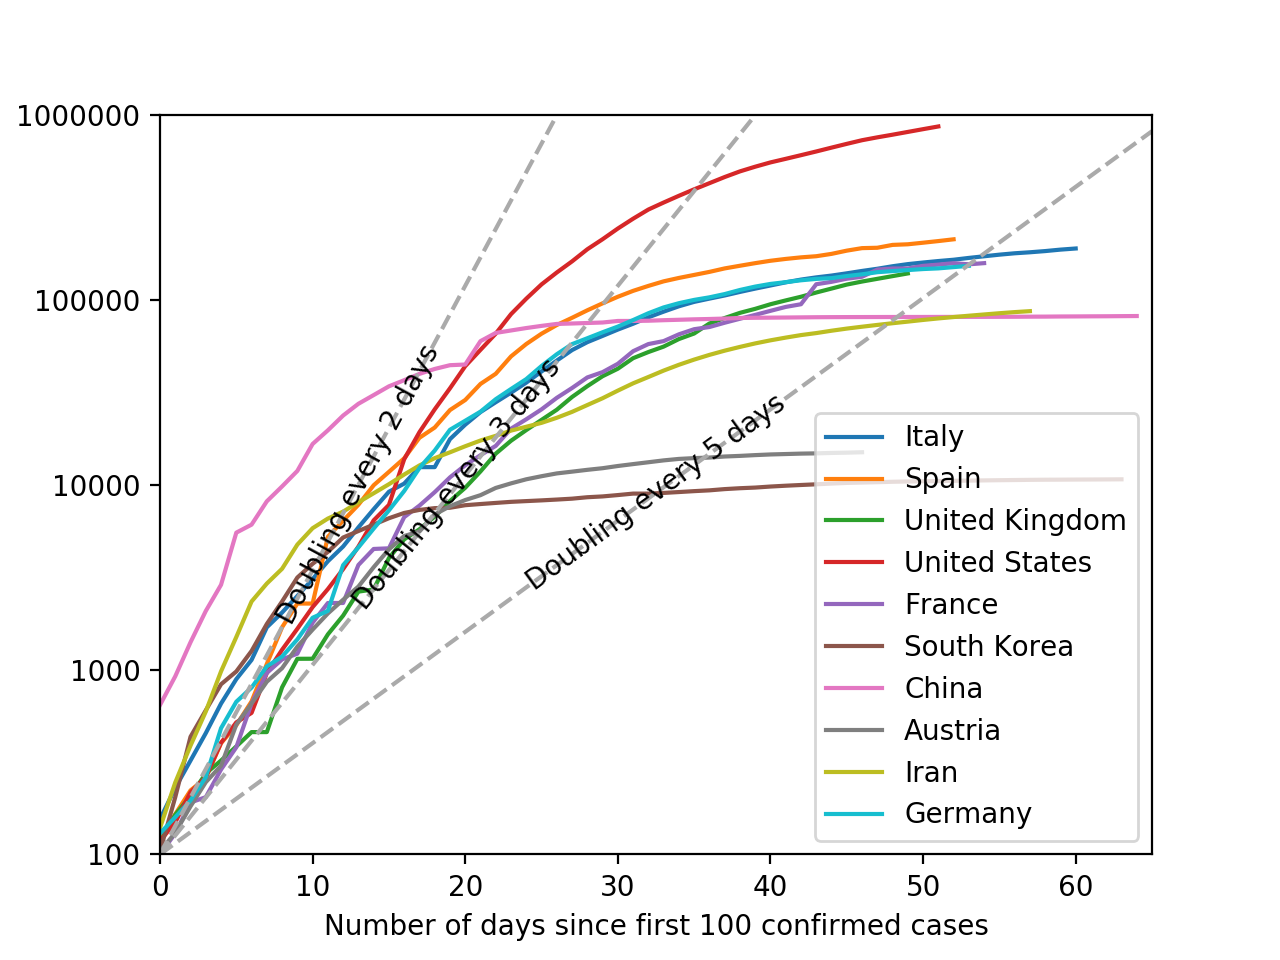 1000000
100000
10000
1000
100
0
10
20
30
40
50
60
Number of days since first 100 confirmed cases
Doubling every 2 days
Doubling every 3 days
Doubling every 5 days
Italy
Spain
United Kingdom
United States
France
South Korea
China
Austria
Iran
Germany